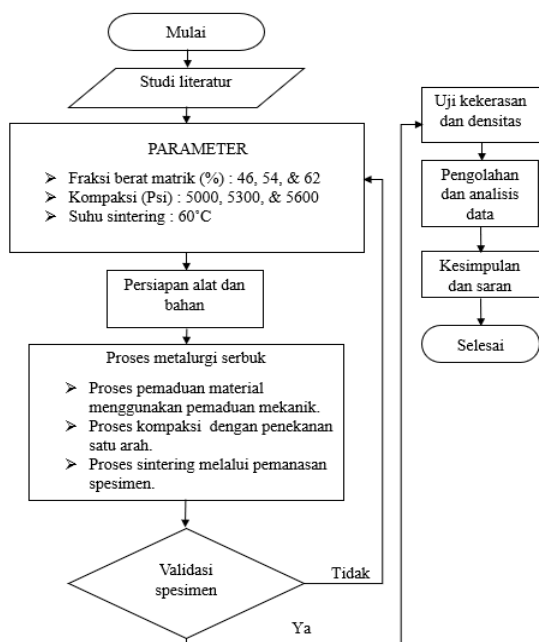 Mulai
Studi literatur
PARAMETER
➤ Fraksi berat matrik (%) : 46, 54, & 62
➤ Kompaksi (Psi) : 5000, 5300, & 5600
➤ Suhu sintering : 60˚C
Persiapan alat dan
bahan
Proses metalurgi serbuk
➤ Proses pemaduan material
menggunakan pemaduan mekanik.
➤ Proses kompaksi dengan penekanan
satu arah.
➤ Proses sintering melalui pemanasan
spesimen.
Validasi
spesimen
Tidak
Ya
Uji kekerasan
dan densitas
Pengolahan
dan analisis
data
Kesimpulan
dan saran
Selesai